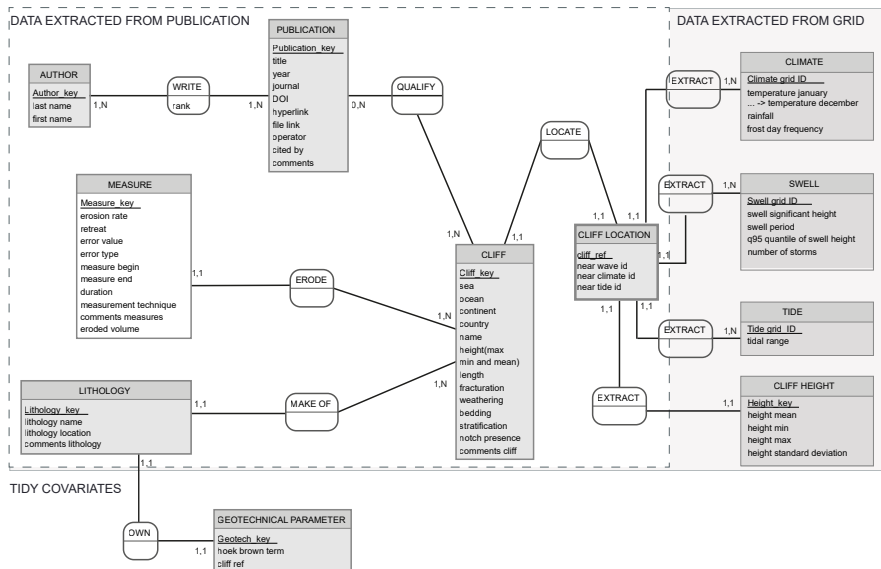 DATA EXTRACTED FROM PUBLICATION
DATA EXTRACTED FROM GRID
PUBLICATION
Publication_key
title
year
journal
DOI
hyperlink
file link
operator
cited by
comments
AUTHOR
Author_key
last name
first name
1,N
WRITE
rank
1,N
0,N
QUALIFY
1,N
LOCATE
1,1
1,1
1,1
EXTRACT
1,N
CLIMATE
Climate grid ID
temperature january
... -> temperature december
rainfall
frost day frequency
MEASURE
Measure_key
erosion rate
retreat
error value
error type
measure begin
measure end
duration
measurement technique
comments measures
eroded volume
1,1
ERODE
1,N
CLIFF
Cliff_key
sea
ocean
continent
country
name
height(max
min and mean)
length
fracturation
weathering
bedding
stratification
notch presence
comments cliff
CLIFF LOCATION
cliff_ref
near wave id
near climate id
near tide id
1,1
EXTRACT
1,N
SWELL
Swell grid ID
swell significant height
swell period
q95 quantile of swell height
number of storms
1,1
1,1
EXTRACT
1,N
TIDE
Tide grid_ID
tidal range
EXTRACT
1,1
CLIFF HEIGHT
Height_key
height mean
height min
height max
height standard deviation
LITHOLOGY
Lithology_key
lithology name
lithology location
comments lithology
1,1
MAKE OF
1,N
1,1
TIDY COVARIATES
OWN
1,1
GEOTECHNICAL PARAMETER
Geotech_key
hoek brown term
cliff ref